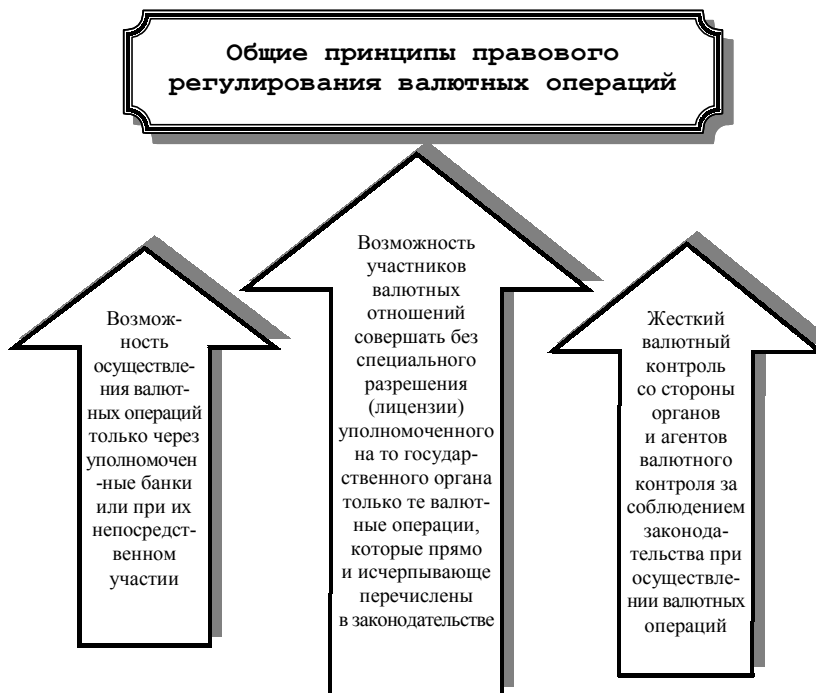 Общие принципы правового
регулирования валютных операций
Возмож-
ность
осуществле-
ния валют-
ных операций
только через
уполномочен
-ные банки
или при их
непосредст-
венном
участии
Возможность
участников
валютных
отношений
совершать без
специального
разрешения
(лицензии)
уполномоченного
на то государ-
ственного органа
только те валют-
ные операции,
которые прямо
и исчерпывающе
перечислены
в законодательстве
Жесткий
валютный
контроль
со стороны
органов
и агентов
валютного
контроля за
соблюдением
законода-
тельства при
осуществле-
нии валютных
операций